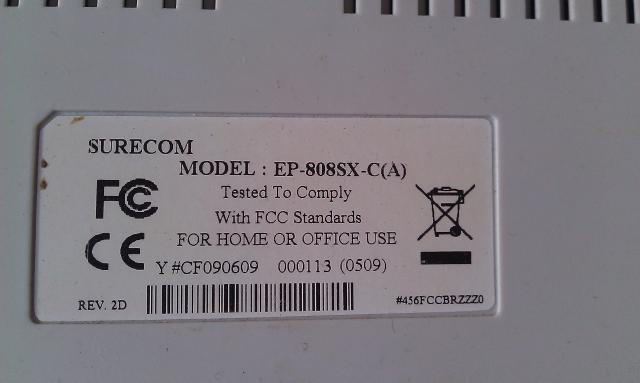 SURECOM
MODEL : EP-808SX-C(A)
FC
Tested To Comply
With FCC Standards
CE
FOR HOME OR OFFICE USE
Y #CF090609 000113 (0509)
REV. 2D
#456FCCBRZZZ0